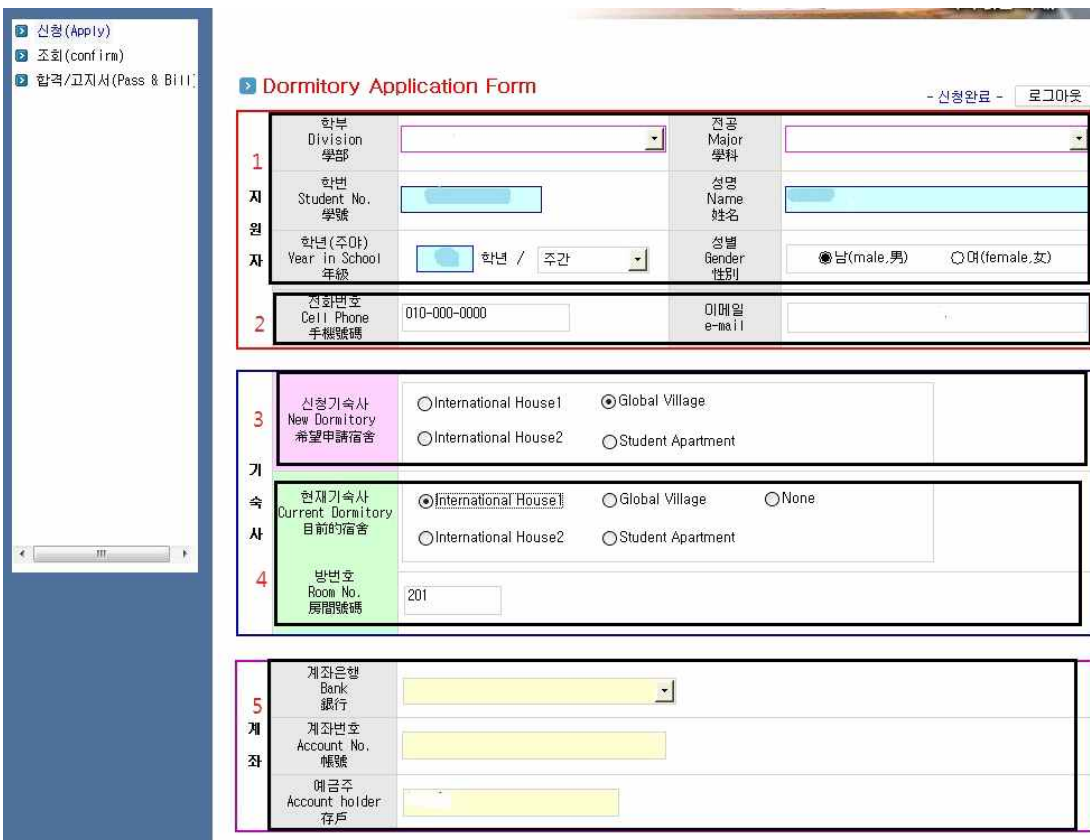 신청(Apply)
조회(confirm)
합격/고지서(Pass & Bill)
Dormitory Application Form
- 신청완료 -
로그아웃
1
지
원
자
학부
Division
學部
전공
Major
學科
학번
Student No.
學號
성명
Name
姓名
학년(주야)
Year in School
年級
학년 /
주간
성별
Gender
性別
남(male,男)
여(female,女)
2
전화번호
Cell Phone
手機號碼
010-000-0000
이메일
e-mail
3
기
숙
사
신청기숙사
New Dormitory
希望申請宿舍
International House1
Global Village
International House2
Student Apartment
현재기숙사
Current Dormitory
目前的宿舍
International House1
Global Village
None
International House2
Student Apartment
4
방번호
Room No.
房間號碼
201
5
계
좌
계좌은행
Bank
銀行
계좌번호
Account No.
帳號
예금주
Account holder
存戶